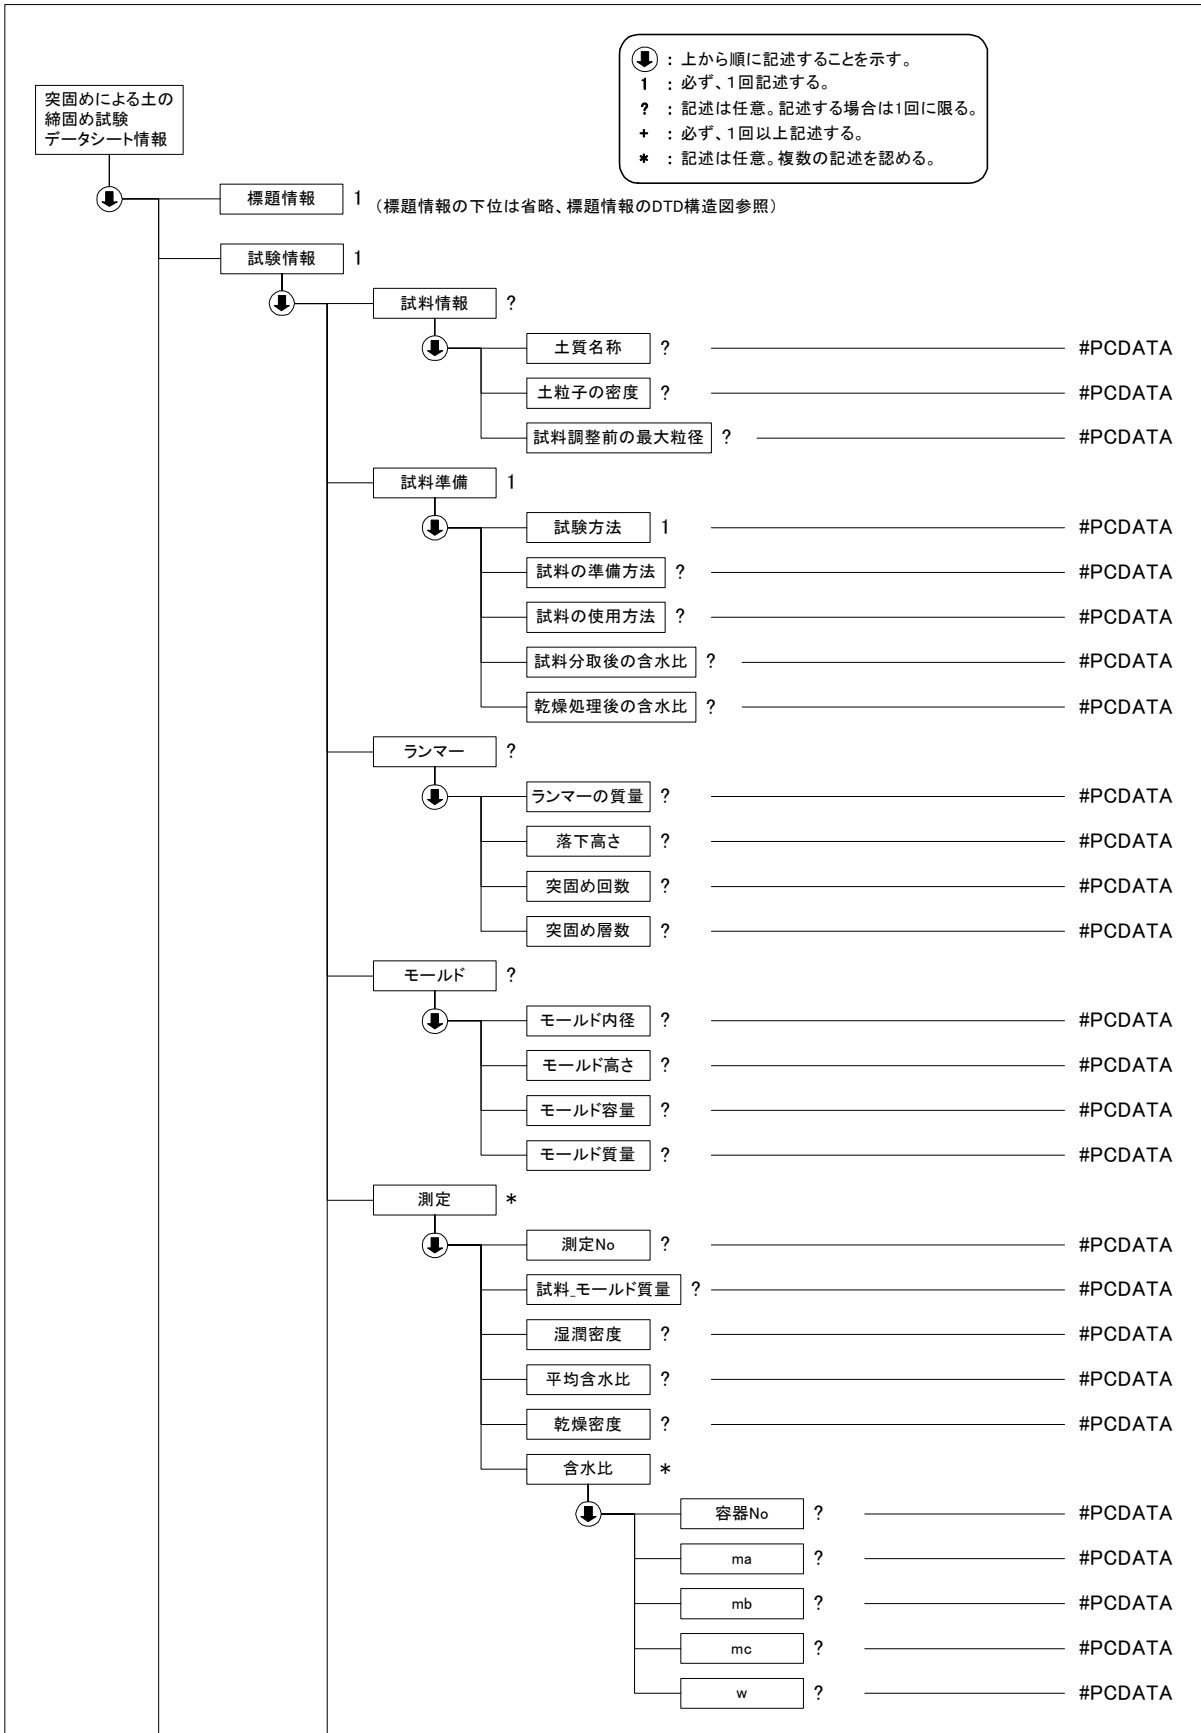 : 上から順に記述することを示す。
1 : 必ず、1回記述する。
? : 記述は任意。記述する場合は1回に限る。
+ : 必ず、1回以上記述する。
* : 記述は任意。複数の記述を認める。
突固めによる土の
締固め試験
データシート情報
標題情報 1 (標題情報の下位は省略、標題情報のDTD構造図参照)
試験情報 1
試料情報 ?
土質名称 ? #PCDATA
土粒子の密度 ? #PCDATA
試料調整前の最大粒径 ? #PCDATA
試料準備 1
試験方法 1 #PCDATA
試料の準備方法 ? #PCDATA
試料の使用方法 ? #PCDATA
試料分取後の含水比 ? #PCDATA
乾燥処理後の含水比 ? #PCDATA
ランマー ?
ランマーの質量 ? #PCDATA
落下高さ ? #PCDATA
突固め回数 ? #PCDATA
突固め層数 ? #PCDATA
モールド ?
モールド内径 ? #PCDATA
モールド高さ ? #PCDATA
モールド容量 ? #PCDATA
モールド質量 ? #PCDATA
測定 *
測定No ? #PCDATA
試料_モールド質量 ? #PCDATA
湿潤密度 ? #PCDATA
平均含水比 ? #PCDATA
乾燥密度 ? #PCDATA
含水比 *
容器No ? #PCDATA
ma ? #PCDATA
mb ? #PCDATA
mc ? #PCDATA
w ? #PCDATA